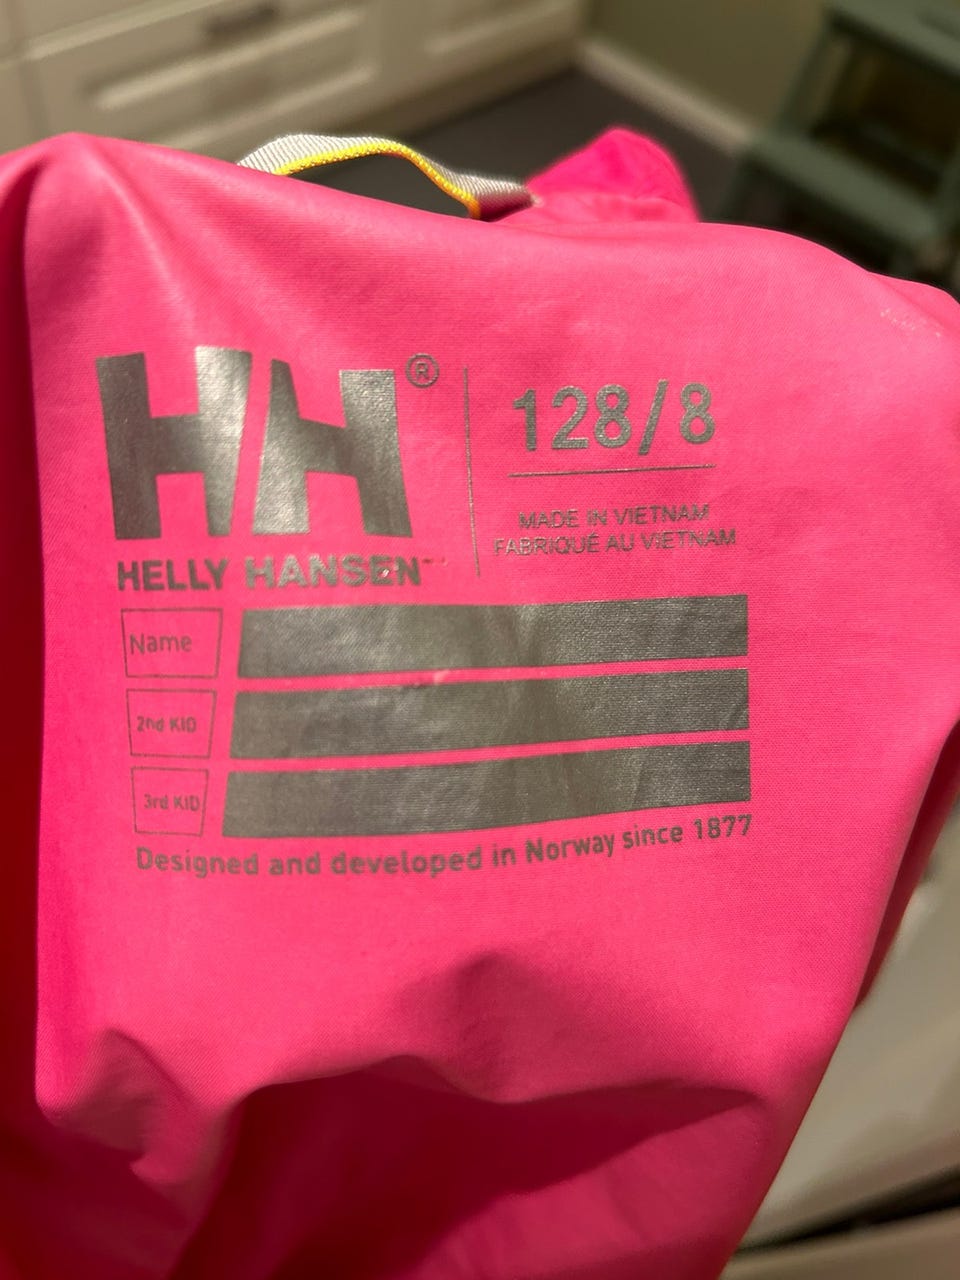 HH®
HELLY HANSEN™
128/8
MADE IN VIETNAM
FABRIQUÉ AU VIETNAM
Name
2nd KID
3rd KID
Designed and developed in Norway since 1877